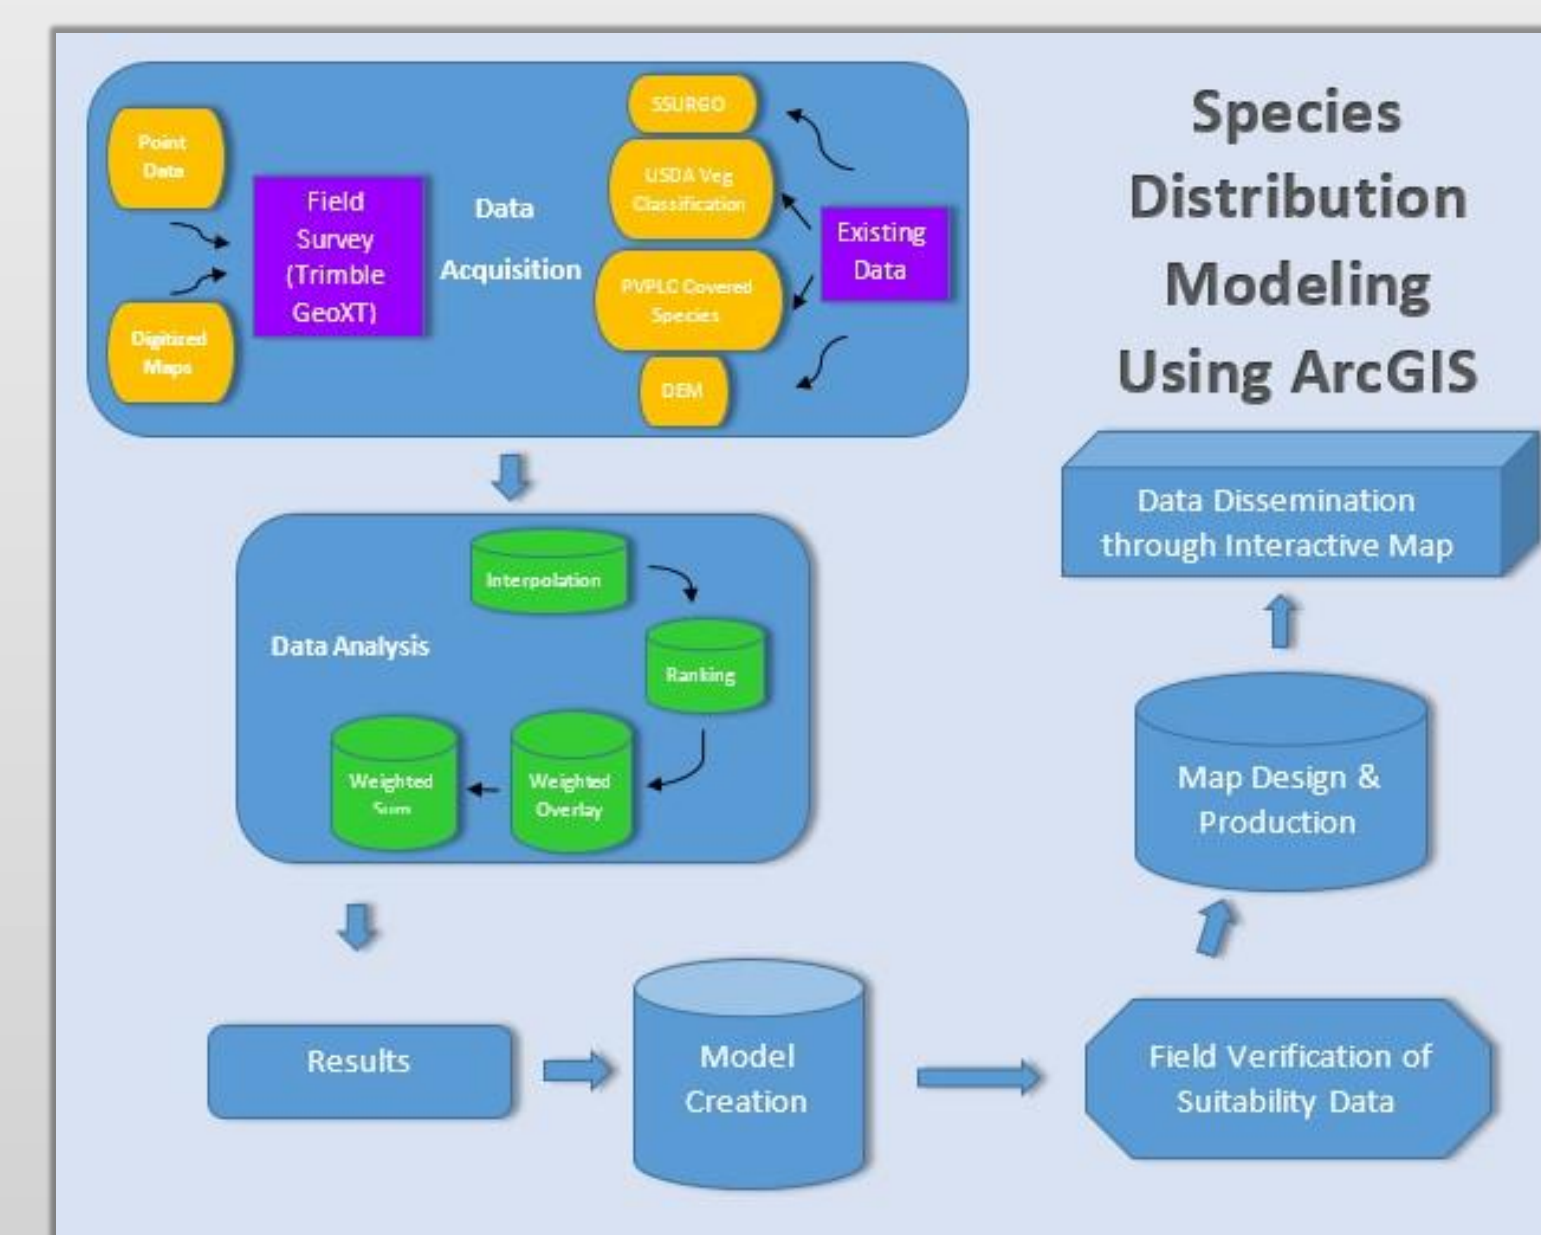 Species
Distribution
Modeling
Using ArcGIS
Point
Data
Digitized
Maps
Field
Survey
(Trimble
GeoXT)
Data
Acquisition
SSURGO
USDA Veg
Classification
PVPLC Covered
Species
DEM
Existing
Data
Data Analysis
Interpolation
Ranking
Weighted
Overlay
Weighted
Sum
Results
Model
Creation
Field Verification of
Suitability Data
Map Design &
Production
Data Dissemination
through Interactive Map